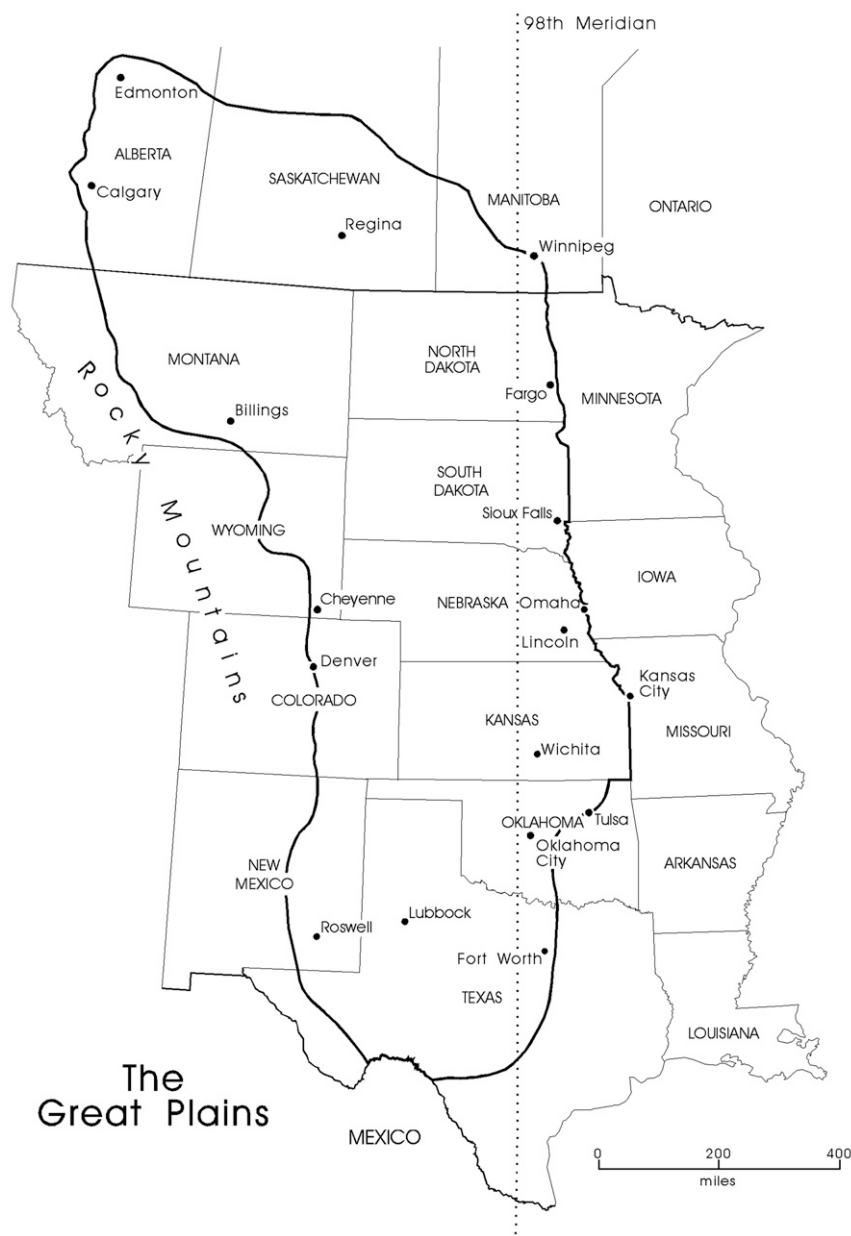 98th Meridian
Edmonton
ALBERTA
SASKATCHEWAN
Calgary
MANITOBA
ONTARIO
Regina
Winnipeg
MONTANA
NORTH
DAKOTA
Fargo
MINNESOTA
Rocky Mountains
Billings
SOUTH
DAKOTA
Sioux Falls
WYOMING
IOWA
Cheyenne
NEBRASKA
Omaha
Lincoln
Denver
Kansas
City
COLORADO
KANSAS
MISSOURI
Wichita
OKLAHOMA
Tulsa
Oklahoma
City
ARKANSAS
NEW
MEXICO
Lubbock
Roswell
Fort Worth
TEXAS
LOUISIANA
The
Great Plains
MEXICO
0 200 400
miles